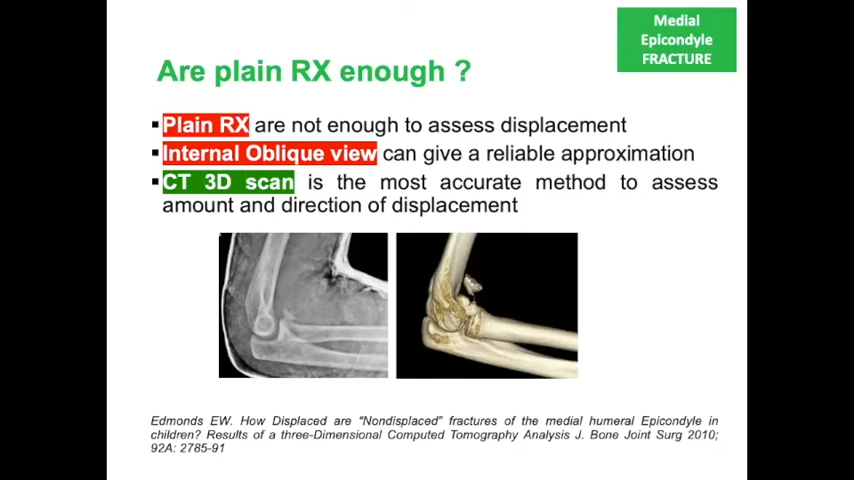 Medial
Epicondyle
FRACTURE
Are plain RX enough ?
▪Plain RX are not enough to assess displacement
▪Internal Oblique view can give a reliable approximation
▪CT 3D scan is the most accurate method to assess
amount and direction of displacement
Edmonds EW. How Displaced are “Nondisplaced” fractures of the medial humeral Epicondyle in
children? Results of a three-Dimensional Computed Tomography Analysis J. Bone Joint Surg 2010;
92A: 2785-91